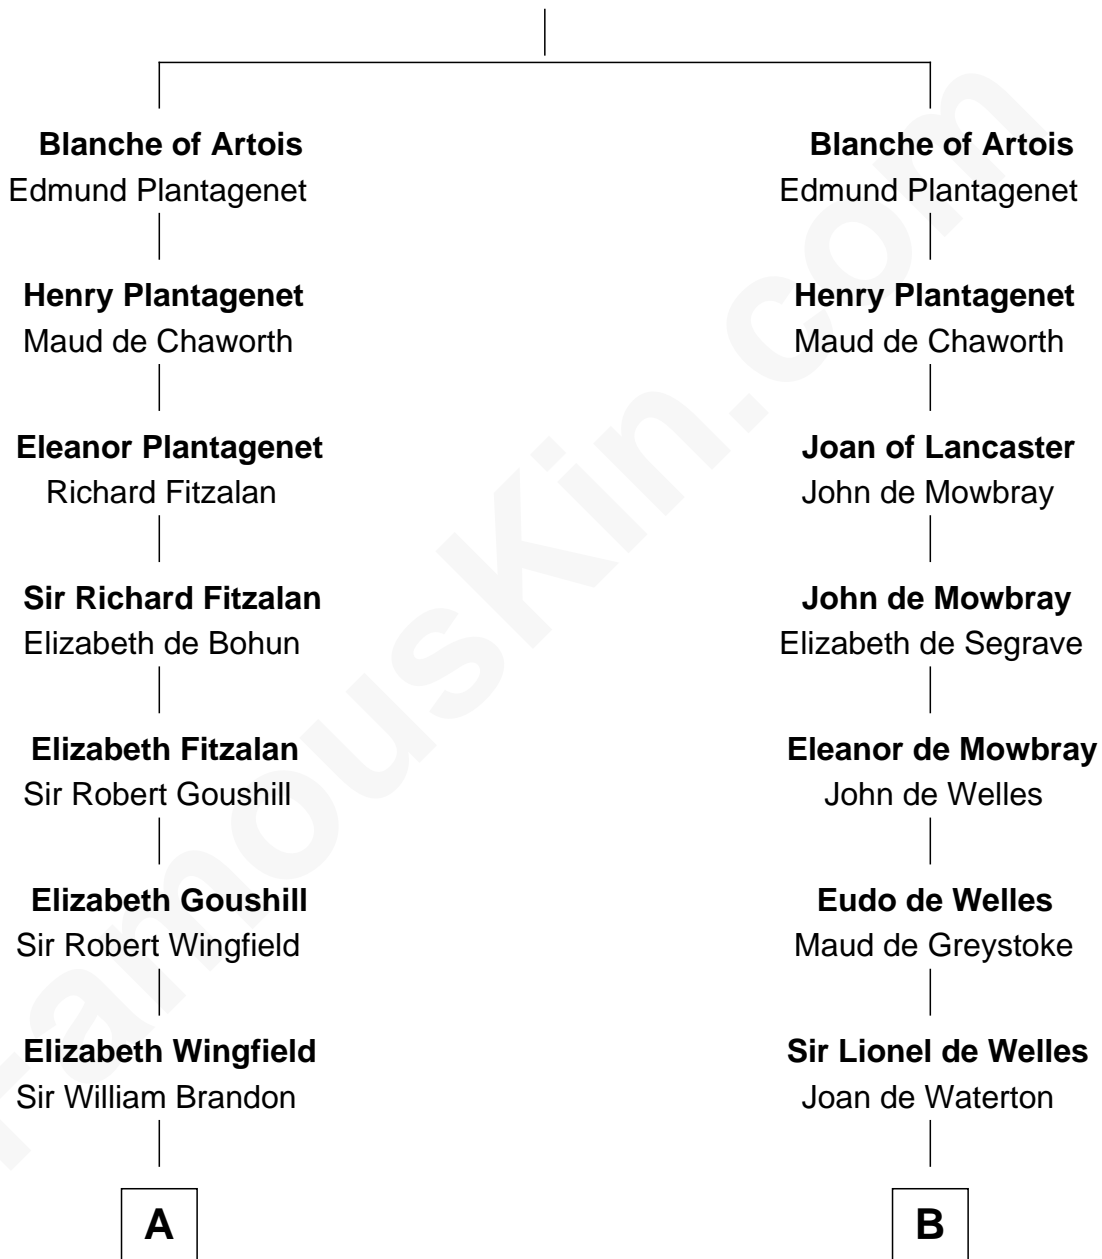 Blanche of Artois
Edmund Plantagenet
Henry Plantagenet
Maud de Chaworth
Eleanor Plantagenet
Richard Fitzalan
Sir Richard Fitzalan
Elizabeth de Bohun
Elizabeth Fitzalan
Sir Robert Goushill
Elizabeth Goushill
Sir Robert Wingfield
Elizabeth Wingfield
Sir William Brandon
A
Blanche of Artois
Edmund Plantagenet
Henry Plantagenet
Maud de Chaworth
Joan of Lancaster
John de Mowbray
John de Mowbray
Elizabeth de Segrave
Eleanor de Mowbray
John de Welles
Eudo de Welles
Maud de Greystoke
Sir Lionel de Welles
Joan de Waterton
B
FamousKin.com